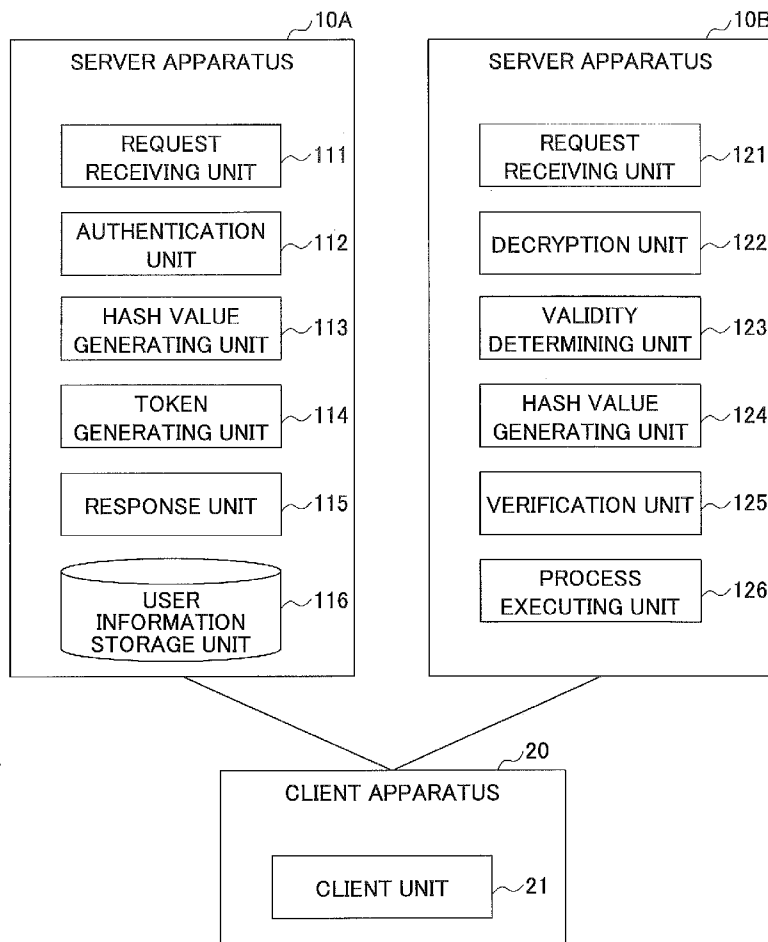 10A
SERVER APPARATUS
REQUEST
RECEIVING UNIT
111
AUTHENTICATION
UNIT
112
HASH VALUE
GENERATING UNIT
113
TOKEN
GENERATING UNIT
114
RESPONSE UNIT
115
USER
INFORMATION
STORAGE UNIT
116
10B
SERVER APPARATUS
REQUEST
RECEIVING UNIT
121
DECRYPTION UNIT
122
VALIDITY
DETERMINING UNIT
123
HASH VALUE
GENERATING UNIT
124
VERIFICATION UNIT
125
PROCESS
EXECUTING UNIT
126
20
CLIENT APPARATUS
CLIENT UNIT
21